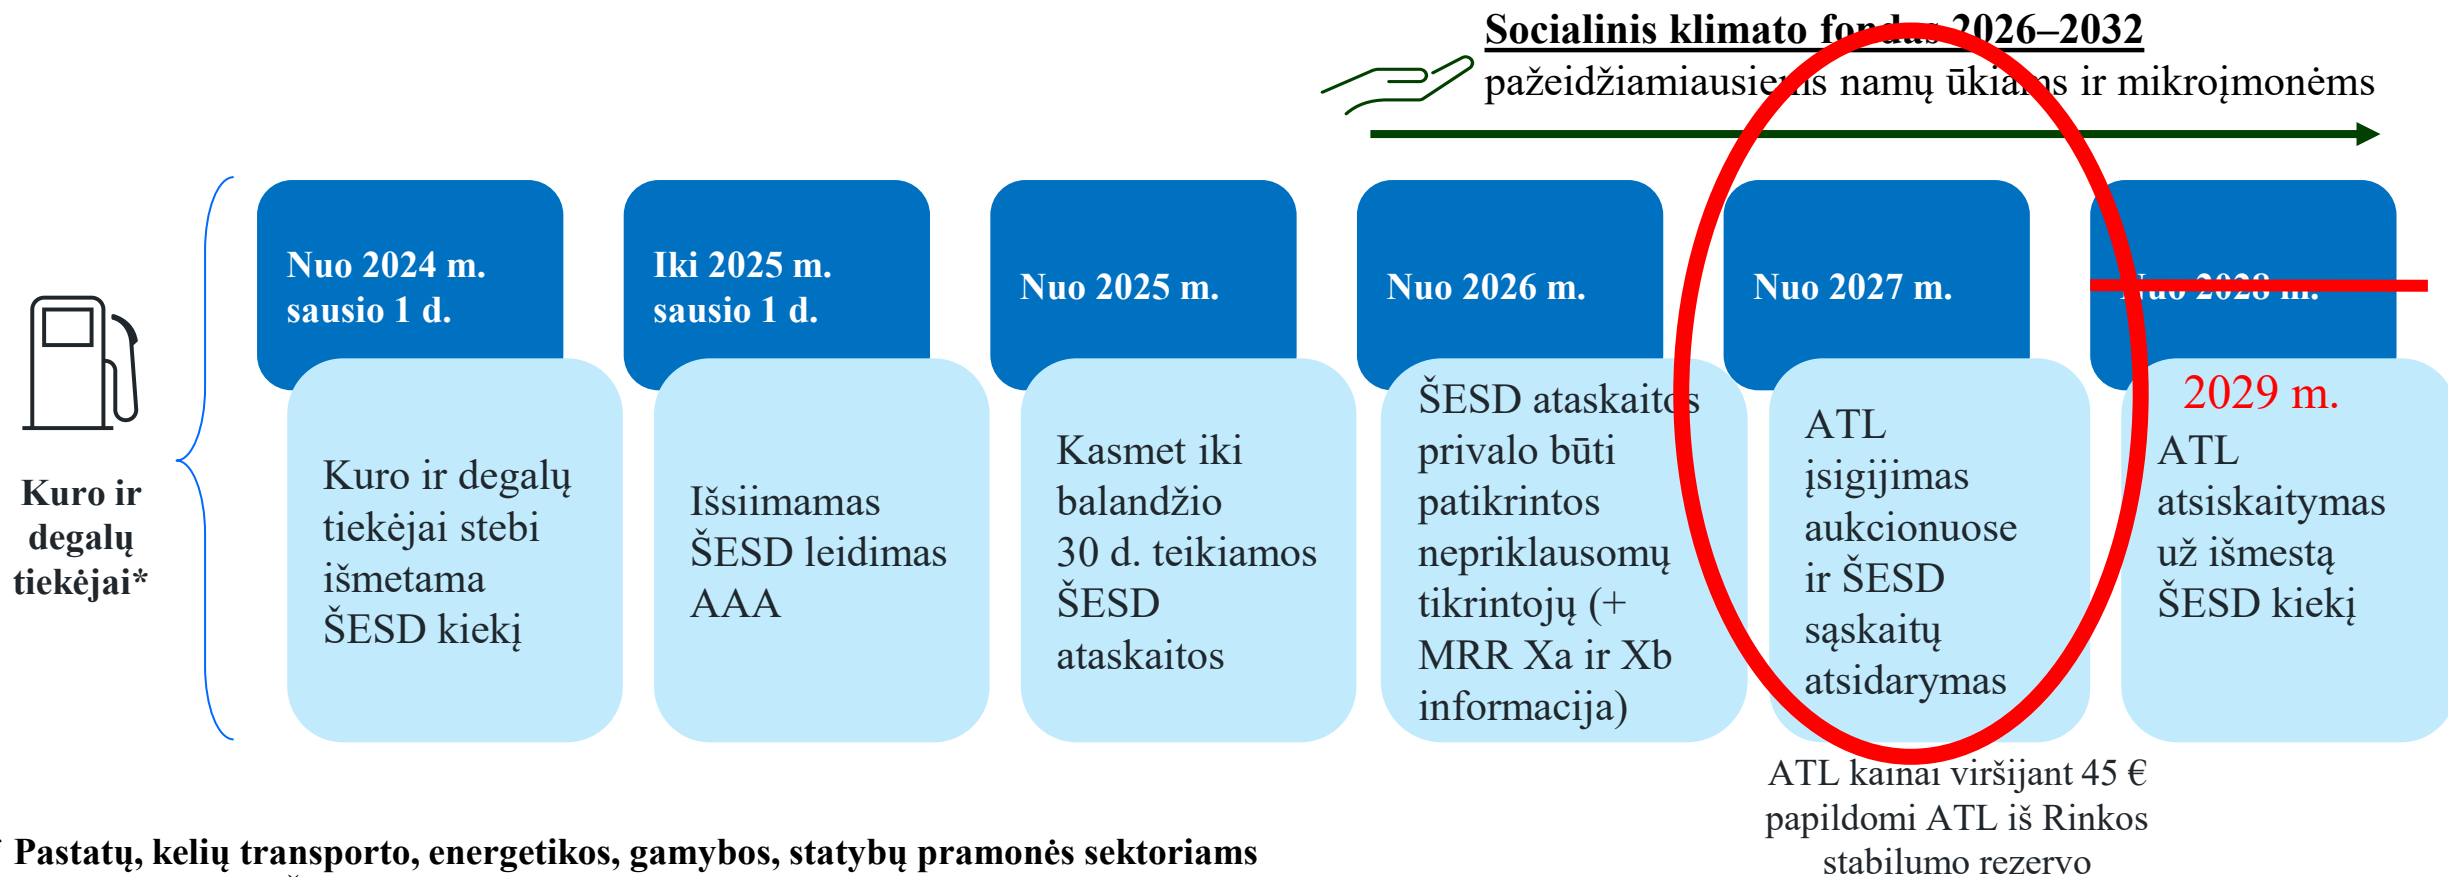 Socialinis klimato fondas 2026–2032
pažeidžiamiausiems namų ūkiams ir mikroįmonėms
Kuro ir
degalų
tiekėjai*
Nuo 2024 m.
sausio 1 d.
Kuro ir degalų
tiekėjai stebi
išmetama
ŠESD kiekį
Iki 2025 m.
sausio 1 d.
Išsiimamas
ŠESD leidimas
AAA
Nuo 2025 m.
Kasmet iki
balandžio
30 d. teikiamos
ŠESD
ataskaitos
Nuo 2026 m.
ŠESD ataskaitos
privalo būti
patikrintos
nepriklausomų
tikrintojų (+
MRR Xa ir Xb
informacija)
Nuo 2027 m.
ATL
įsigijimas
aukcionuose
ir ŠESD
sąskaitų
atsidarymas
ATL kainai viršijant 45 €
papildomi ATL iš Rinkos
stabilumo rezervo
Nuo 2028 m.
2029 m.
ATL
atsiskaitymas
už išmestą
ŠESD kiekį
Pastatų, kelių transporto, energetikos, gamybos, statybų pramonės sektoriams